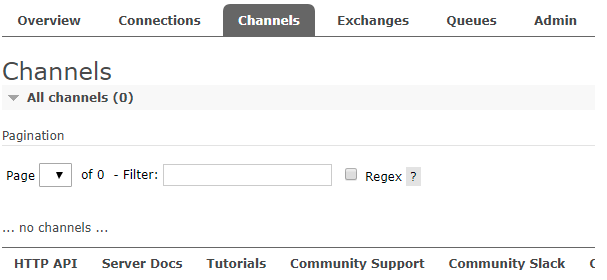 Overview Connections Channels Exchanges Queues Admin
Channels
All channels (0)
Pagination
Page of 0 - Filter: Regex ?
... no channels ...
HTTP API Server Docs Tutorials Community Support Community Slack